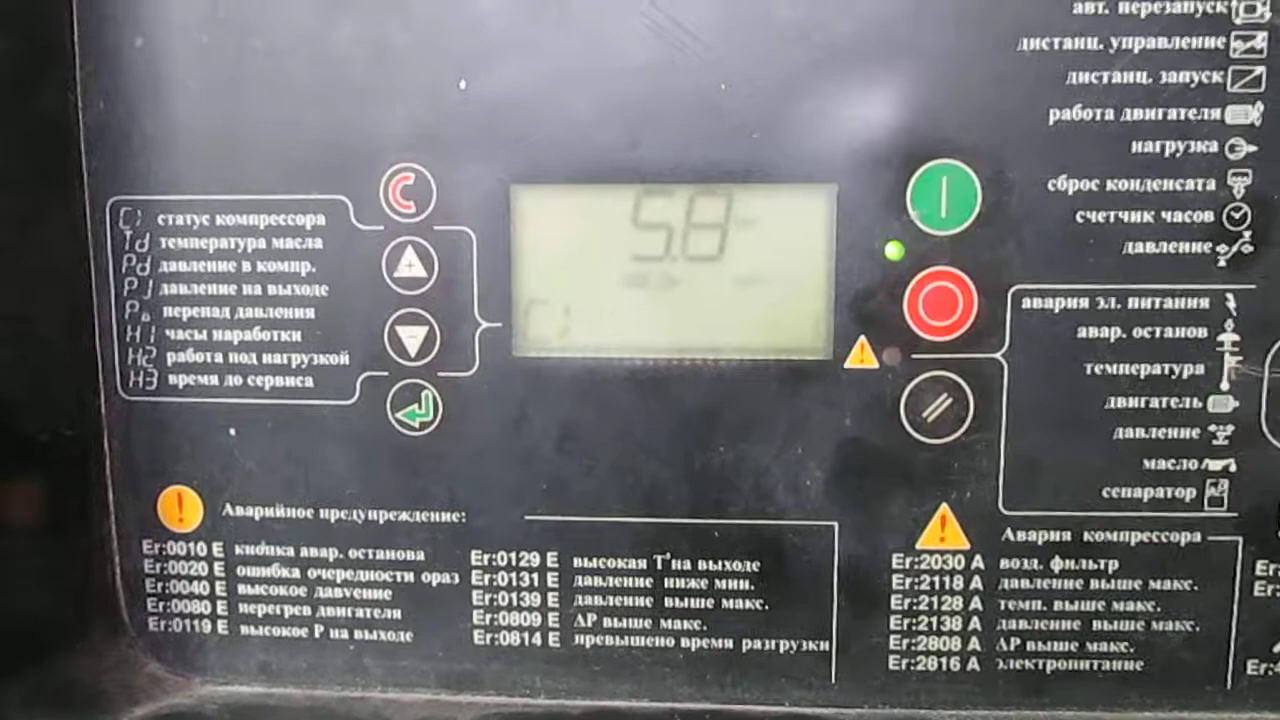 авт. перезапуск
дистанц. управление
дистанц. запуск
работа двигателя
нагрузка
сброс конденсата
счетчик часов
давление
C
5.8
C1
C1 статус компрессора
Td температура масла
Pd давление в компр.
P1 давление на выходе
перепад давления
H1 часы наработки
H2 работа под нагрузкой
H3 время до сервиса
авария эл. питания
авар. останов
температура
двигатель
давление
масло
сепаратор
Аварийное предупреждение:
Er:0010 E кнопка авар. останова
Er:0020 E ошибка очередности фраз
Er:0040 E высокое давление
Er:0080 E перегрев двигателя
Er:0119 E высокое P на выходе
Er:0129 E высокая T° на выходе
Er:0131 E давление ниже мин.
Er:0139 E давление выше макс.
Er:0809 E ΔP выше макс.
Er:0814 E превышено время разгрузки
Авария компрессора
Er:2030 A возд. фильтр
Er:2118 A давление выше макс.
Er:2128 A темп. выше макс.
Er:2138 A давление выше макс.
Er:2808 A ΔP выше макс.
Er:2816 A электропитание